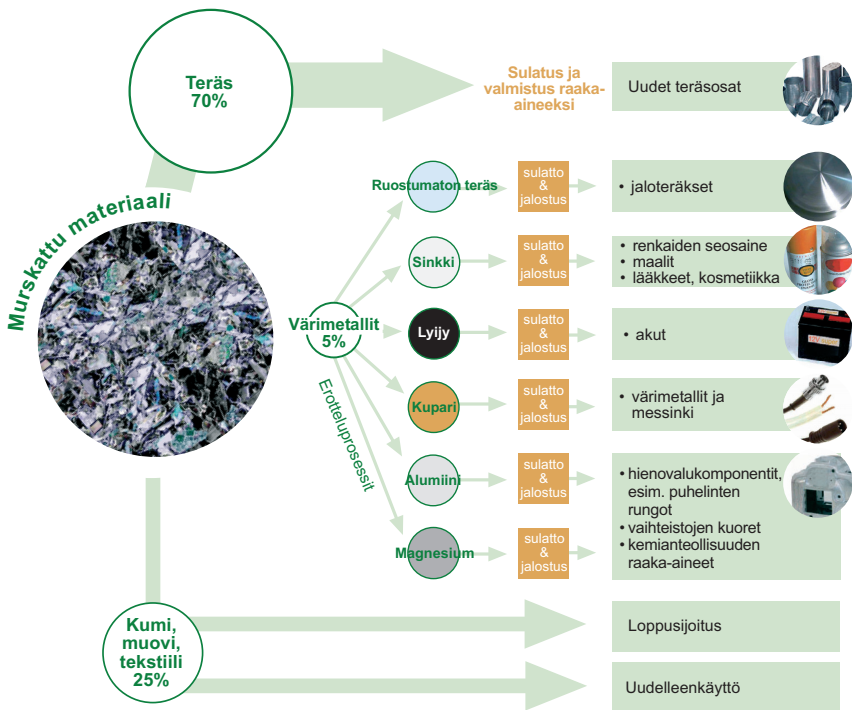 Murskattu materiaali
Teräs
70%
Sulatus ja
valmistus raaka-
aineeksi
Uudet teräsosat
Värimetallit
5%
Erotteluprosessit
Ruostumaton teräs
sulatto
&
jalostus
• jaloteräkset
Sinkki
sulatto
&
jalostus
• renkaiden seosaine
• maalit
• lääkkeet, kosmetiikka
Lyijy
sulatto
&
jalostus
• akut
Kupari
sulatto
&
jalostus
• värimetallit ja
messinki
Alumiini
sulatto
&
jalostus
Magnesium
sulatto
&
jalostus
• hienovalukomponentit,
esim. puhelinten
rungot
• vaihteistojen kuoret
• kemianteollisuuden
raaka-aineet
Kumi,
muovi,
tekstiili
25%
Loppusijoitus
Uudelleenkäyttö